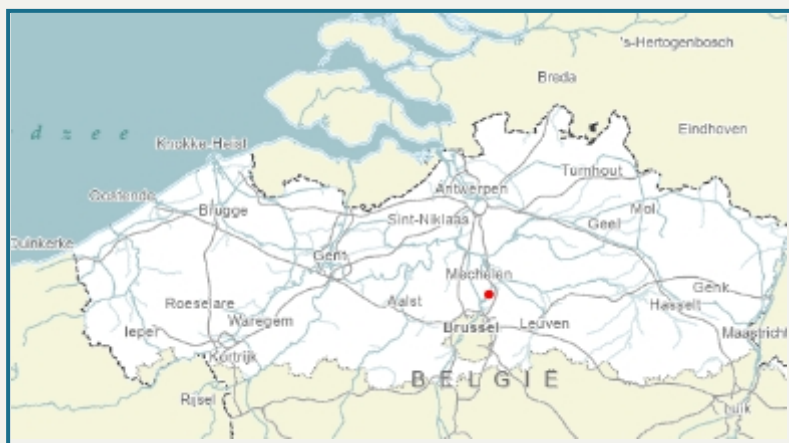 's-Hertogenbosch
Breda
d z e e
Eindhoven
Knokke-Heist
Turnhout
Antwerpen
Oostende
Brugge
Sint-Niklaas
Mol
Geel
Duinkerke
Gent
Mechelen
Genk
Roeselare
Aalst
Hasselt
Waregem
Ieper
Brussel
Leuven
Maastricht
Kortrijk
BELGIË
Rijsel
Luik